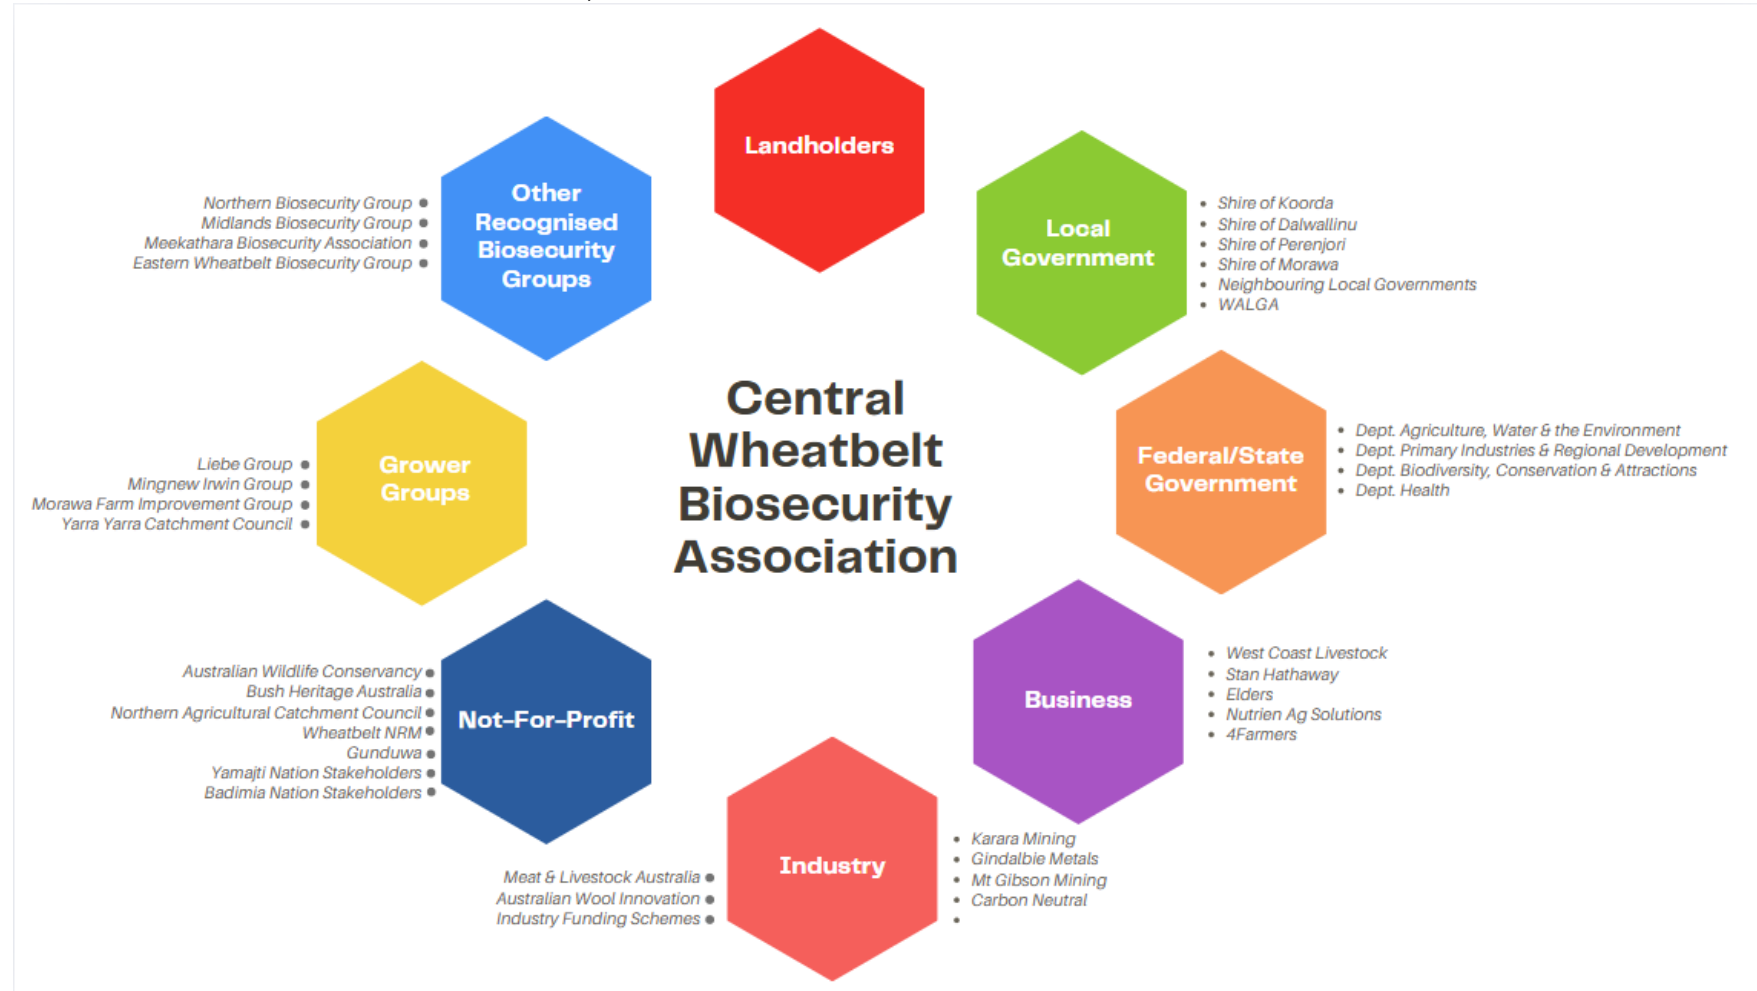 Landholders
Local
Government
• Shire of Koorda
• Shire of Dalwallinu
• Shire of Perenjori
• Shire of Morawa
• Neighbouring Local Governments
• WALGA
Federal/State
Government
• Dept. Agriculture, Water & the Environment
• Dept. Primary Industries & Regional Development
• Dept. Biodiversity, Conservation & Attractions
• Dept. Health
Business
• West Coast Livestock
• Stan Hathaway
• Elders
• Nutrien Ag Solutions
• 4Farmers
Industry
• Karara Mining
• Gindalbie Metals
• Mt Gibson Mining
• Carbon Neutral
•
Meat & Livestock Australia •
Australian Wool Innovation •
Industry Funding Schemes •
Not-For-Profit
Australian Wildlife Conservancy •
Bush Heritage Australia •
Northern Agricultural Catchment Council •
Wheatbelt NRM •
Gunduwa •
Yamajti Nation Stakeholders •
Badimia Nation Stakeholders •
Grower
Groups
Liebe Group •
Mingnew Irwin Group •
Morawa Farm Improvement Group •
Yarra Yarra Catchment Council •
Other
Recognised
Biosecurity
Groups
Northern Biosecurity Group •
Midlands Biosecurity Group •
Meekathara Biosecurity Association •
Eastern Wheatbelt Biosecurity Group •
Central
Wheatbelt
Biosecurity
Association